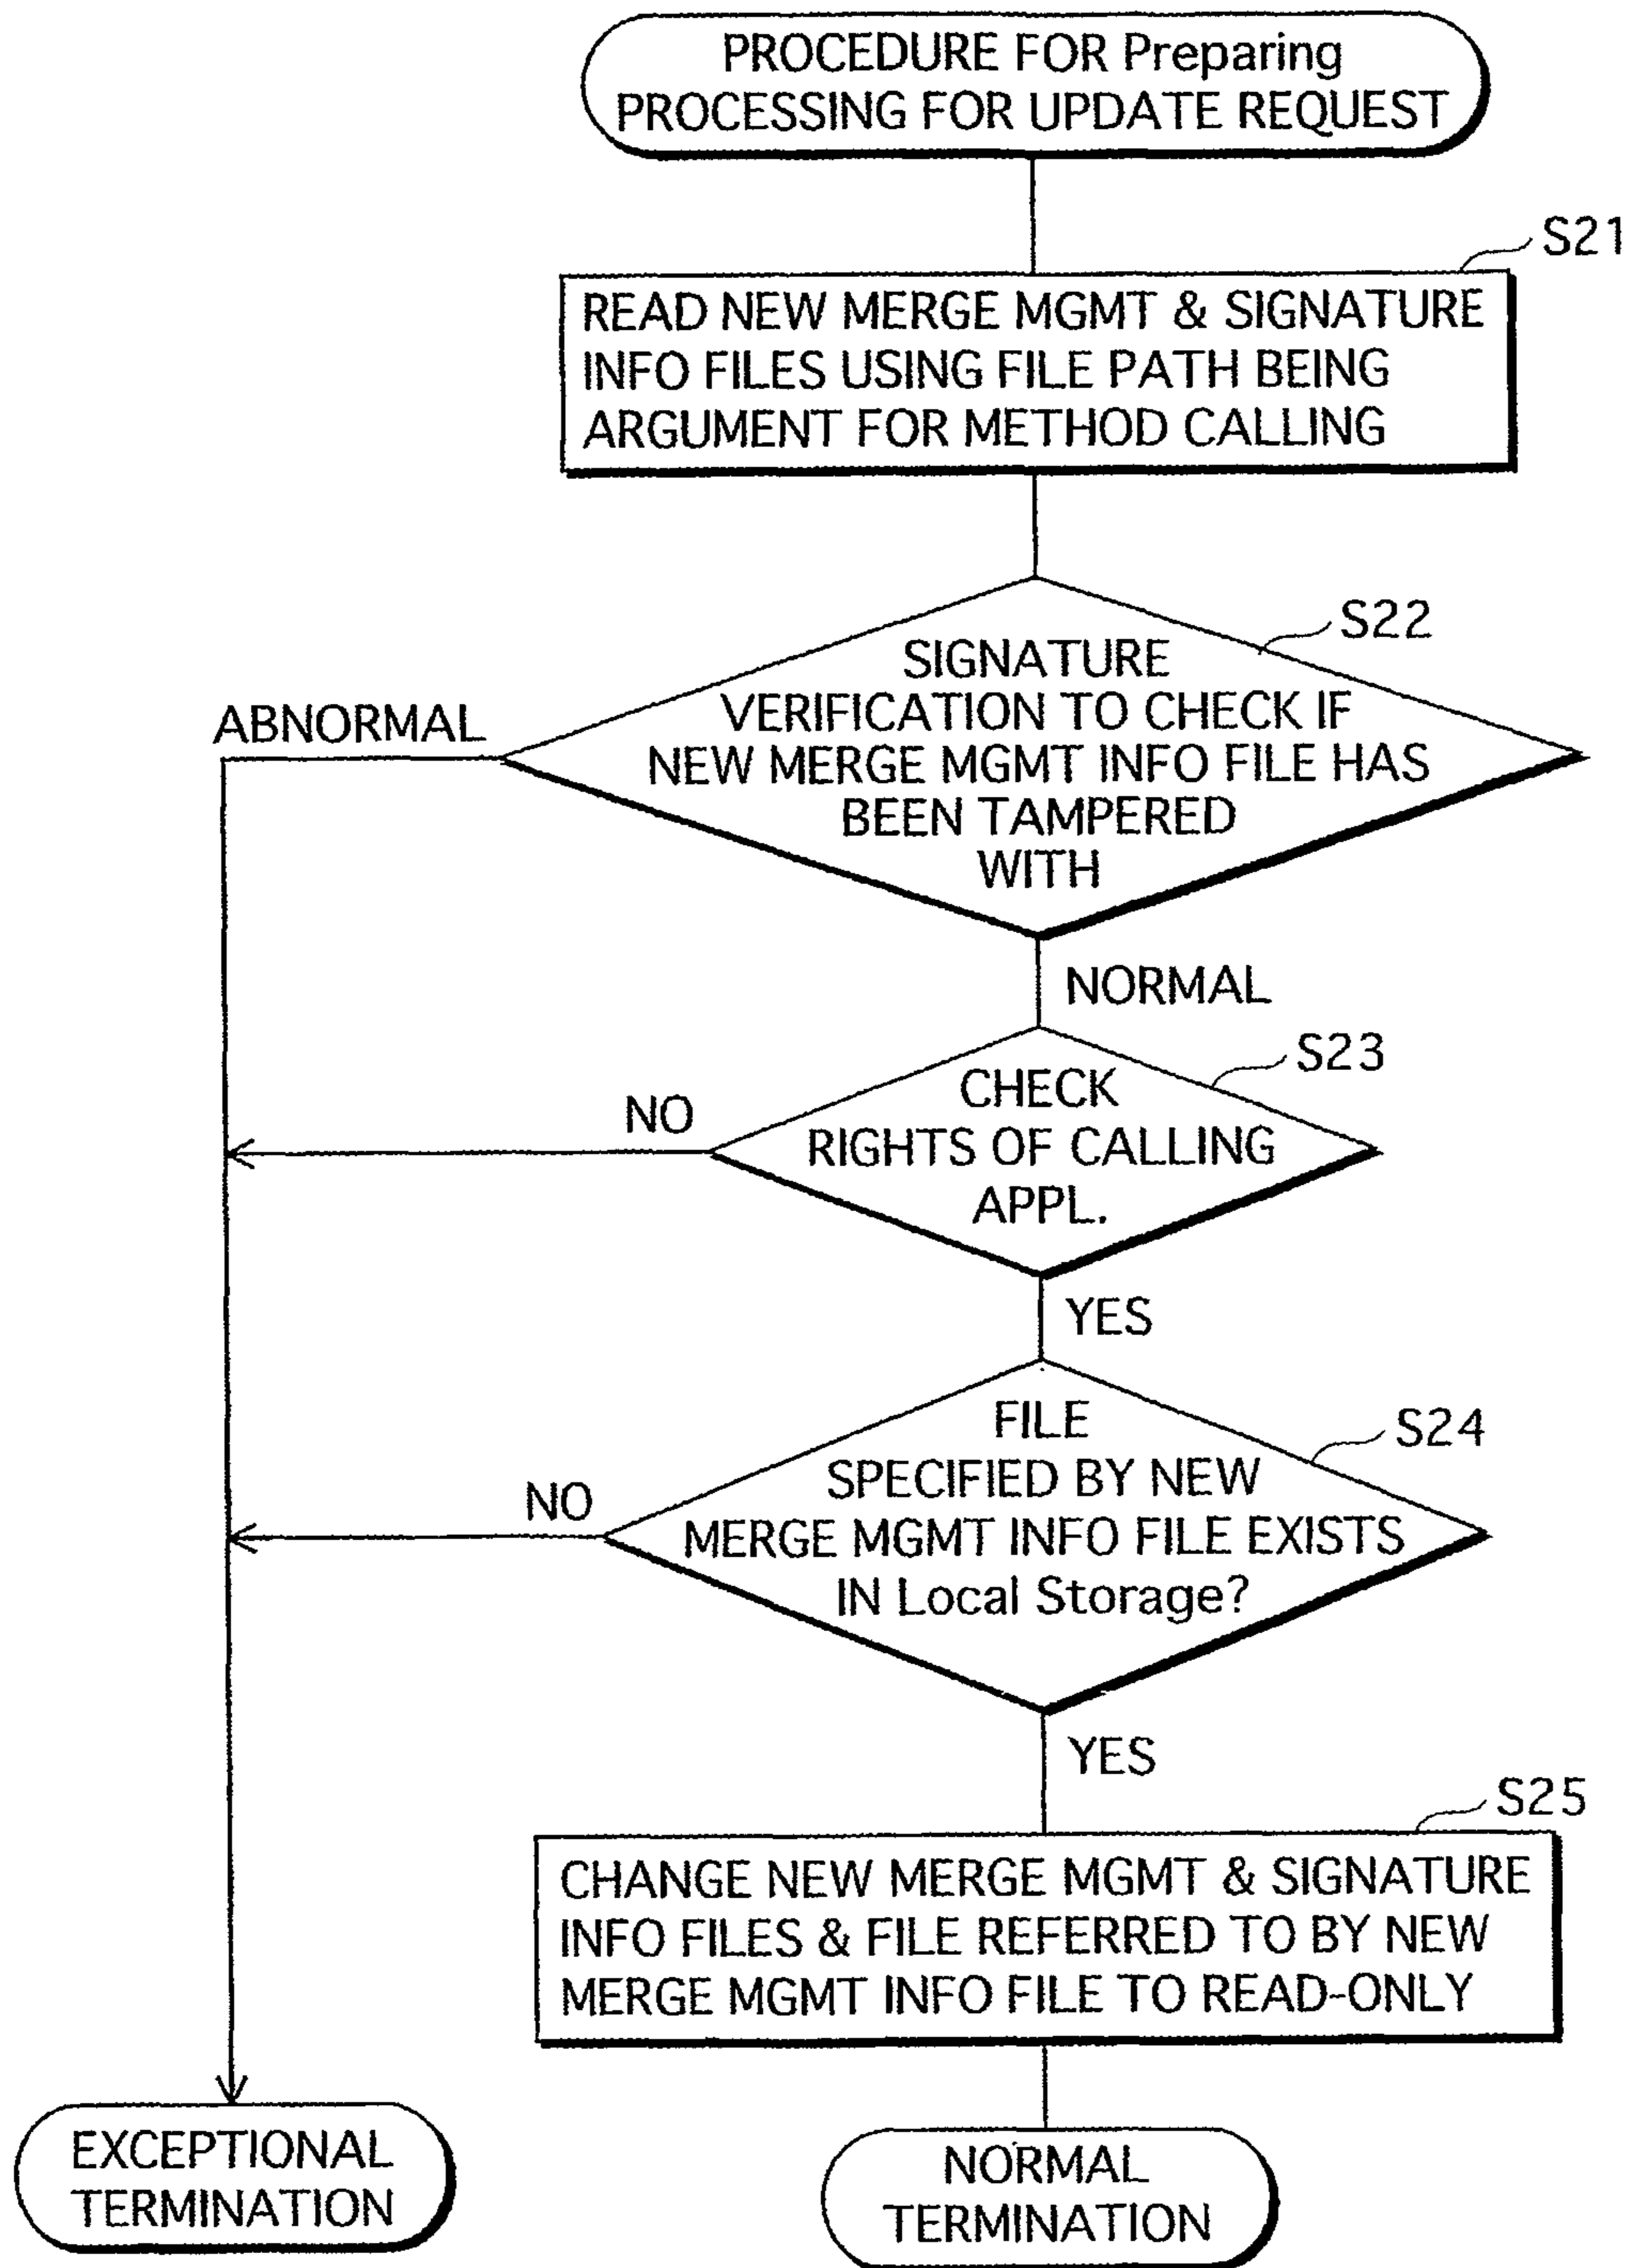 PROCEDURE FOR Preparing
PROCESSING FOR UPDATE REQUEST
S21
READ NEW MERGE MGMT & SIGNATURE
INFO FILES USING FILE PATH BEING
ARGUMENT FOR METHOD CALLING
S22
SIGNATURE
VERIFICATION TO CHECK IF
NEW MERGE MGMT INFO FILE HAS
BEEN TAMPERED
WITH
ABNORMAL
NORMAL
S23
CHECK
RIGHTS OF CALLING
APPL.
NO
YES
S24
FILE
SPECIFIED BY NEW
MERGE MGMT INFO FILE EXISTS
IN Local Storage?
NO
YES
S25
CHANGE NEW MERGE MGMT & SIGNATURE
INFO FILES & FILE REFERRED TO BY NEW
MERGE MGMT INFO FILE TO READ-ONLY
EXCEPTIONAL
TERMINATION
NORMAL
TERMINATION